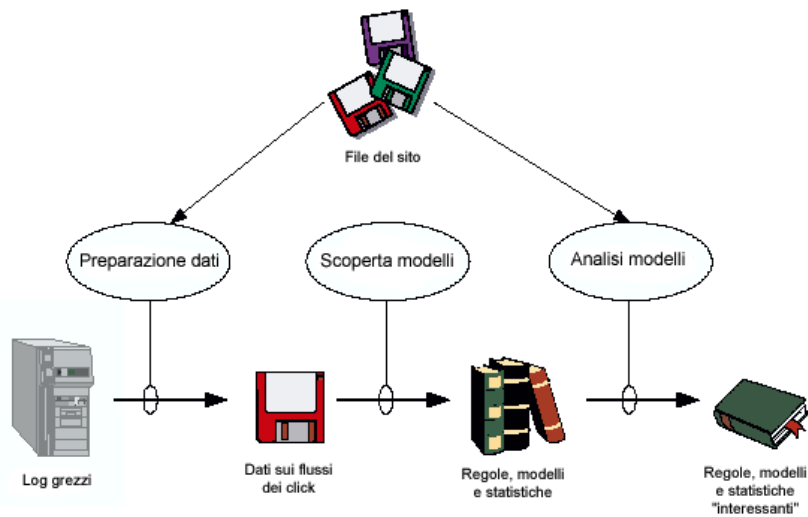 File del sito
Preparazione dati
Scoperta modelli
Analisi modelli
Log grezzi
Dati sui flussi
dei click
Regole, modelli
e statistiche
Regole, modelli
e statistiche
"interessanti"